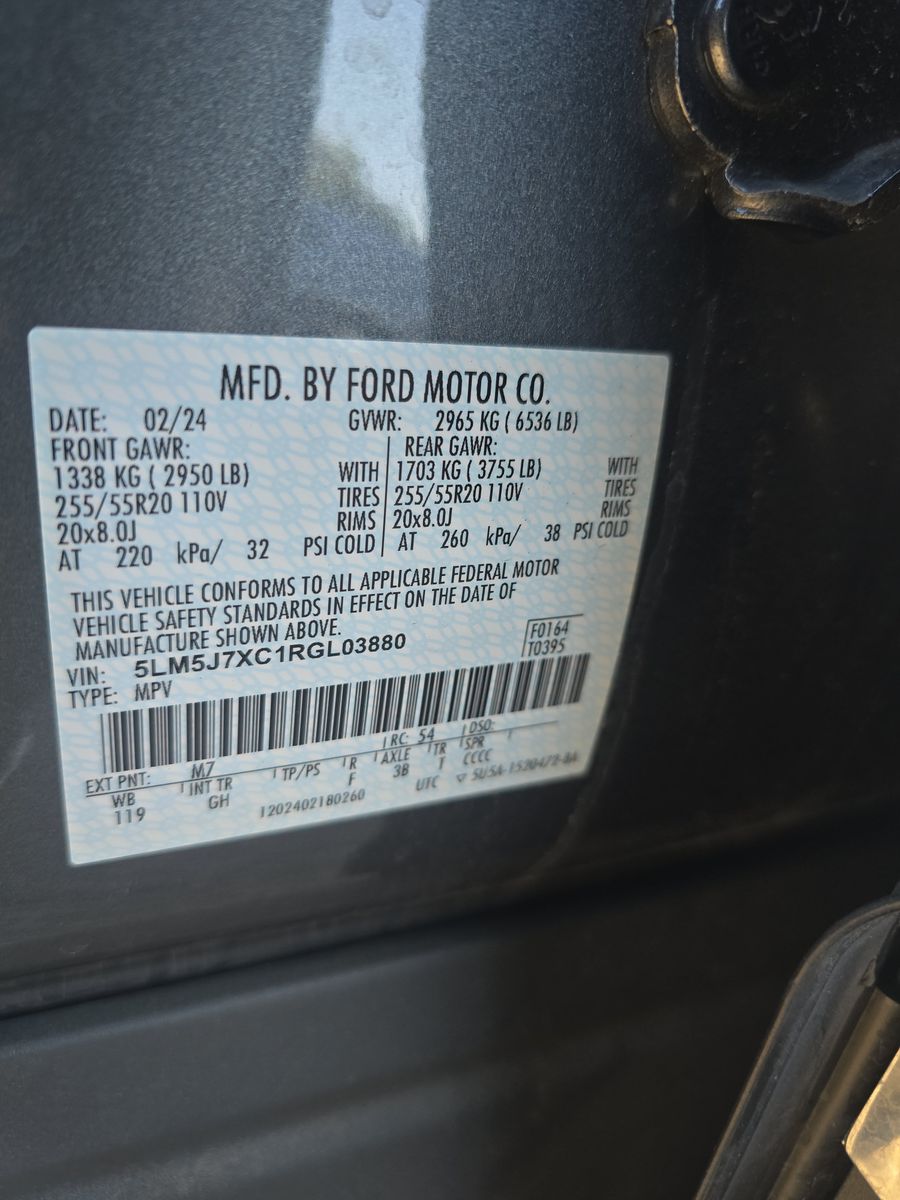 MFD. BY FORD MOTOR CO.
DATE: 02/24 GVWR: 2965 KG ( 6536 LB)
FRONT GAWR: REAR GAWR:
1338 KG ( 2950 LB) WITH 1703 KG ( 3755 LB) WITH
255/55R20 110V TIRES 255/55R20 110V TIRES
20x8.0J RIMS 20x8.0J RIMS
AT 220 kPa/ 32 PSI COLD AT 260 kPa/ 38 PSI COLD
THIS VEHICLE CONFORMS TO ALL APPLICABLE FEDERAL MOTOR
VEHICLE SAFETY STANDARDS IN EFFECT ON THE DATE OF
MANUFACTURE SHOWN ABOVE.
F0164
VIN: 5LM5J7XC1RGL03880 T0395
TYPE: MPV
EXT PNT: M7 RC: 54 DSO:
WB INT TR TP/PS R AXLE TR SPR
119 GH F 3B T CCCC
1202402180260 UTC